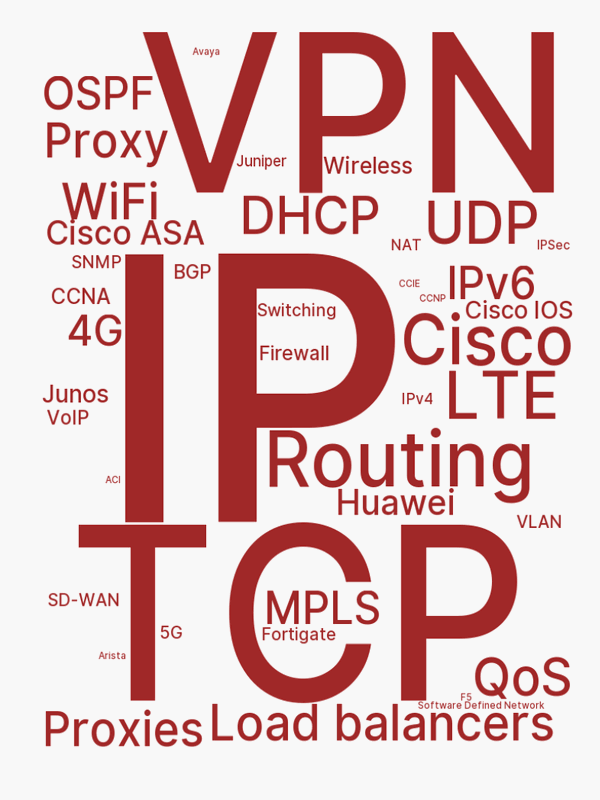 VPN
Avaya
OSPF
Proxy
Juniper
Wireless
WiFi
DHCP
UDP
Cisco ASA
NAT
IPSec
SNMP
IP
BGP
CCIE
IPv6
CCNA
CCNP
Switching
Cisco IOS
4G
Cisco
Firewall
Junos
IPv4
LTE
VoIP
Routing
ACI
Huawei
VLAN
TCP
SD-WAN
MPLS
5G
Fortigate
Arista
QoS
F5
Software Defined Network
Proxies
Load balancers